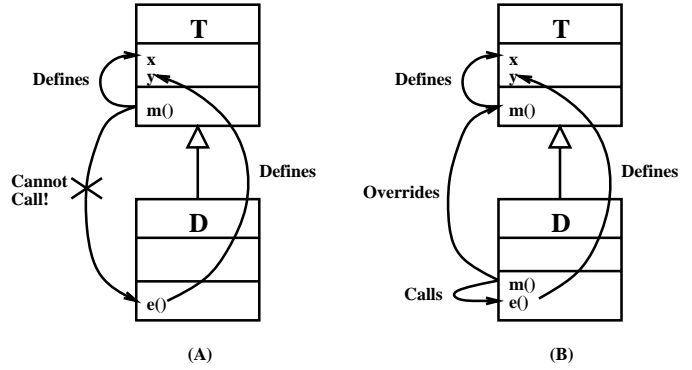 T
x
y
m()
Defines
Cannot
Call!
Defines
D
e()
(A)
T
x
y
m()
Defines
Overrides
Defines
D
m()
e()
Calls
(B)